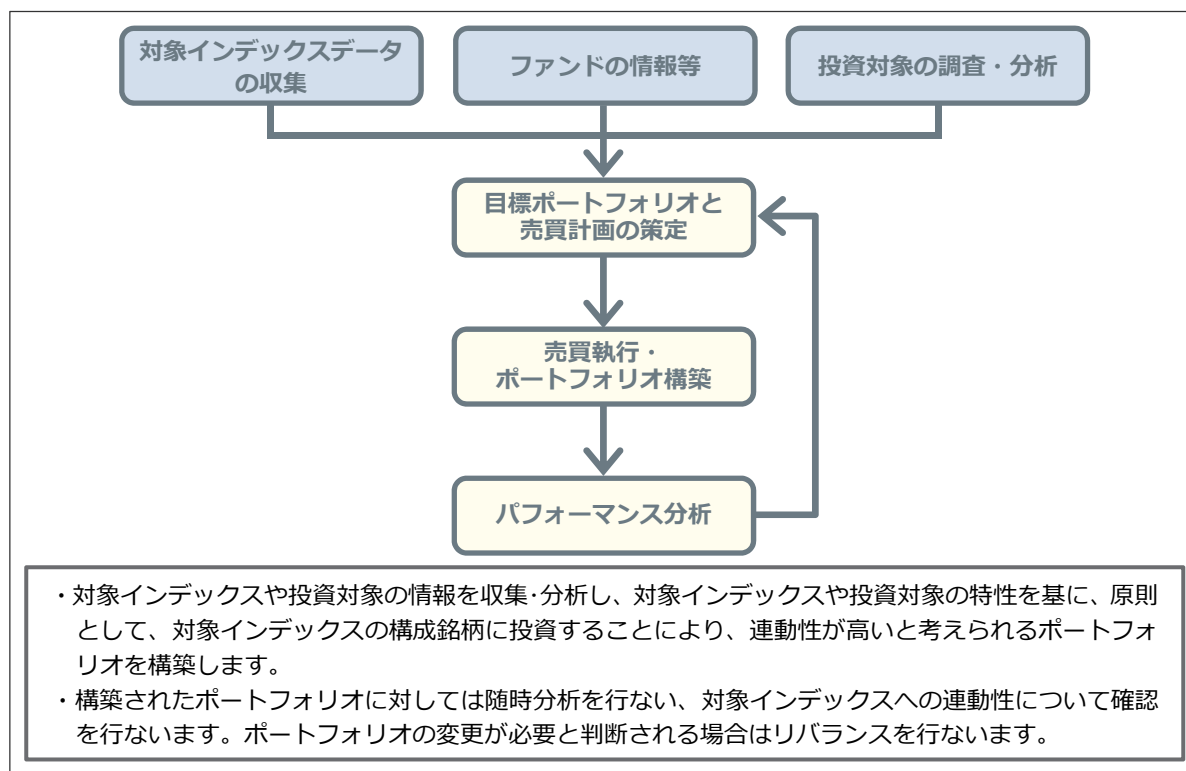 対象インデックスデータ
の収集
ファンドの情報等
投資対象の調査・分析
目標ポートフォリオと
売買計画の策定
売買執行・
ポートフォリオ構築
パフォーマンス分析
・対象インデックスや投資対象の情報を収集･分析し、対象インデックスや投資対象の特性を基に、原則
として、対象インデックスの構成銘柄に投資することにより、連動性が高いと考えられるポートフォ
リオを構築します。
・構築されたポートフォリオに対しては随時分析を行ない、対象インデックスへの連動性について確認
を行ないます。ポートフォリオの変更が必要と判断される場合はリバランスを行ないます。